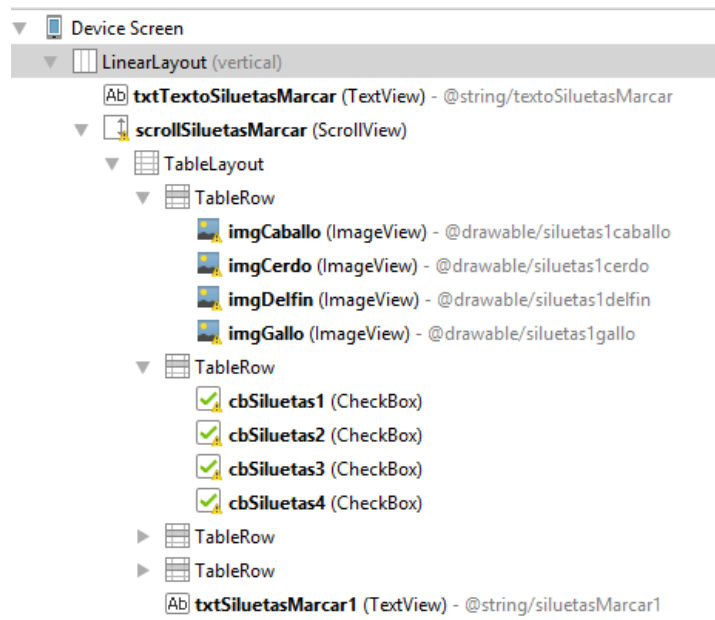 Device Screen
LinearLayout (vertical)
Ab txtTextoSiluetasMarcar (TextView) - @string/textoSiluetasMarcar
scrollSiluetasMarcar (ScrollView)
TableLayout
TableRow
imgCaballo (ImageView) - @drawable/siluetas1caballo
imgCerdo (ImageView) - @drawable/siluetas1cerdo
imgDelfin (ImageView) - @drawable/siluetas1delfin
imgGallo (ImageView) - @drawable/siluetas1gallo
TableRow
cbSiluetas1 (CheckBox)
cbSiluetas2 (CheckBox)
cbSiluetas3 (CheckBox)
cbSiluetas4 (CheckBox)
TableRow
TableRow
Ab txtSiluetasMarcar1 (TextView) - @string/siluetasMarcar1